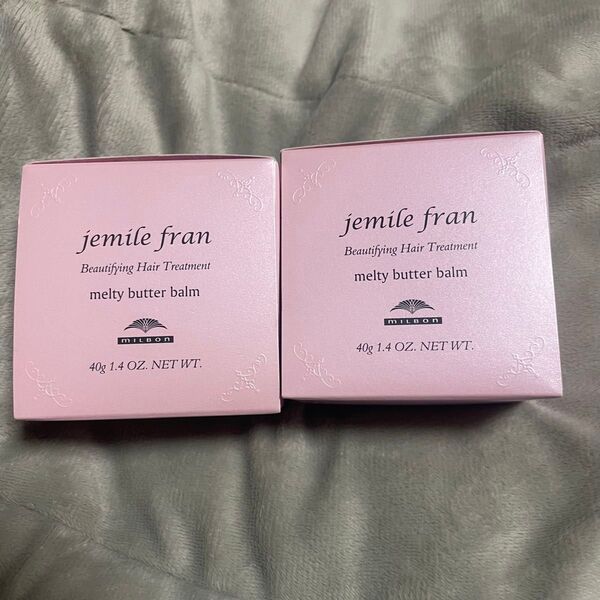 jemile fran
Beautifying Hair Treatment
melty butter balm
MILBON
40g 1.4 OZ. NET WT.
jemile fran
Beautifying Hair Treatment
melty butter balm
MILBON
40g 1.4 OZ. NET WT.